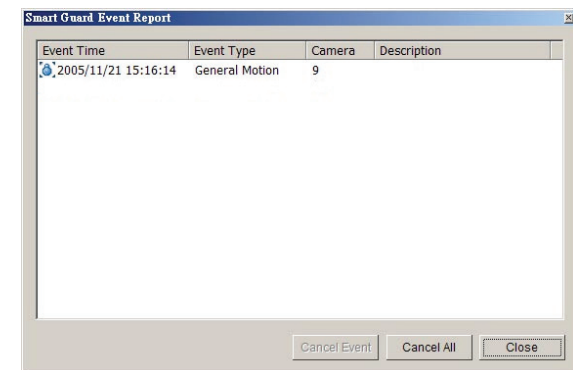 Smart Guard Event Report
Event Time Event Type Camera Description
2005/11/21 15:16:14 General Motion 9
Cancel Event Cancel All Close